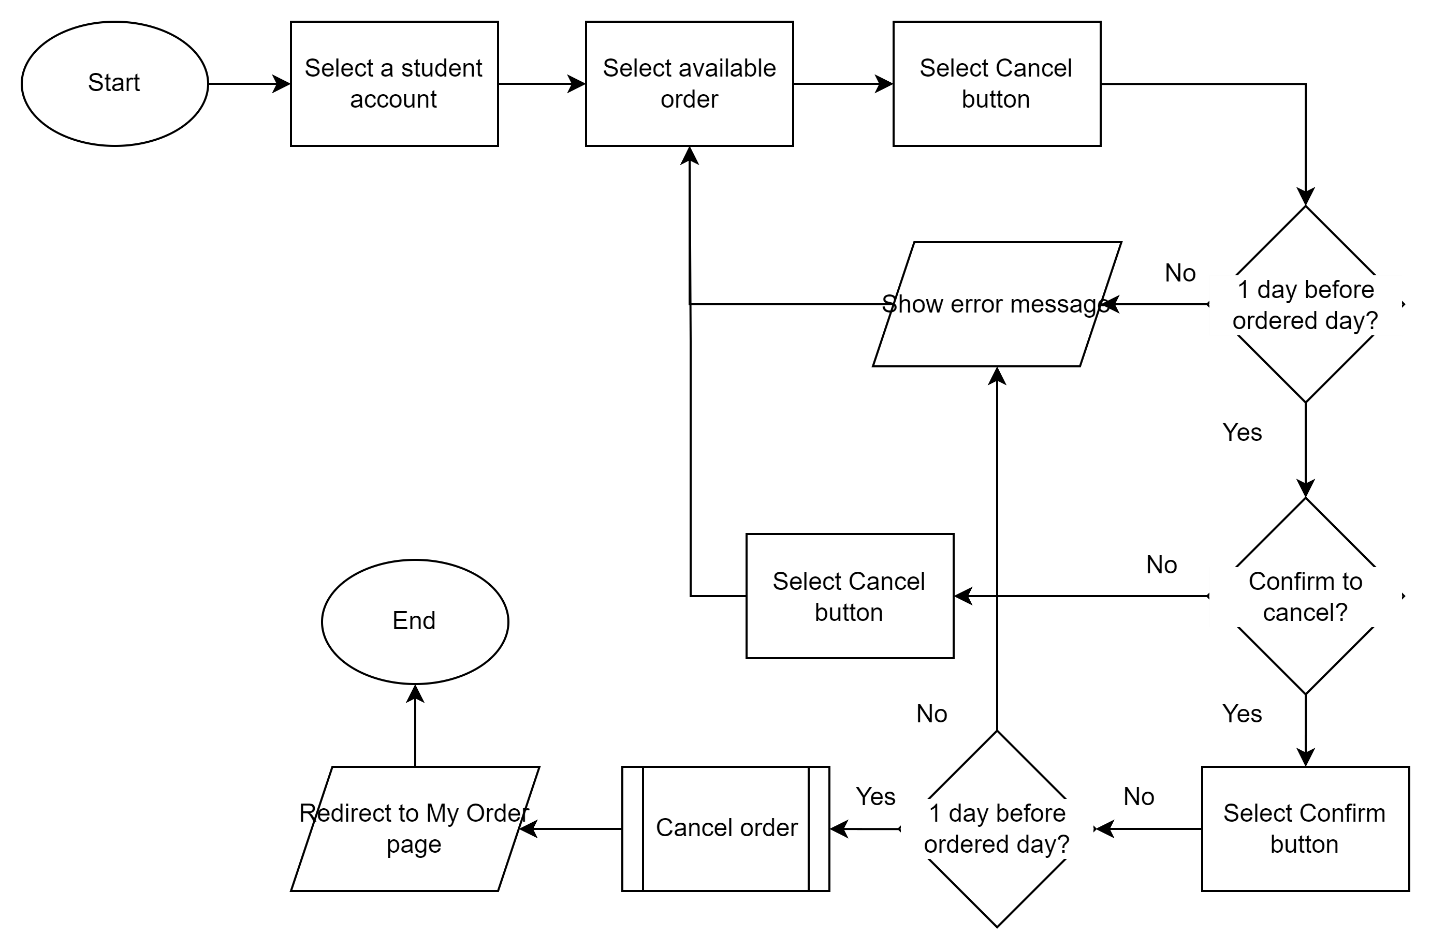 Start
Select a student
account
Select available
order
Select Cancel
button
No
1 day before
ordered day?
Show error message
Yes
No
Confirm to
cancel?
Select Cancel
button
End
No
Yes
Redirect to My Order
page
Cancel order
Yes
1 day before
ordered day?
No
Select Confirm
button